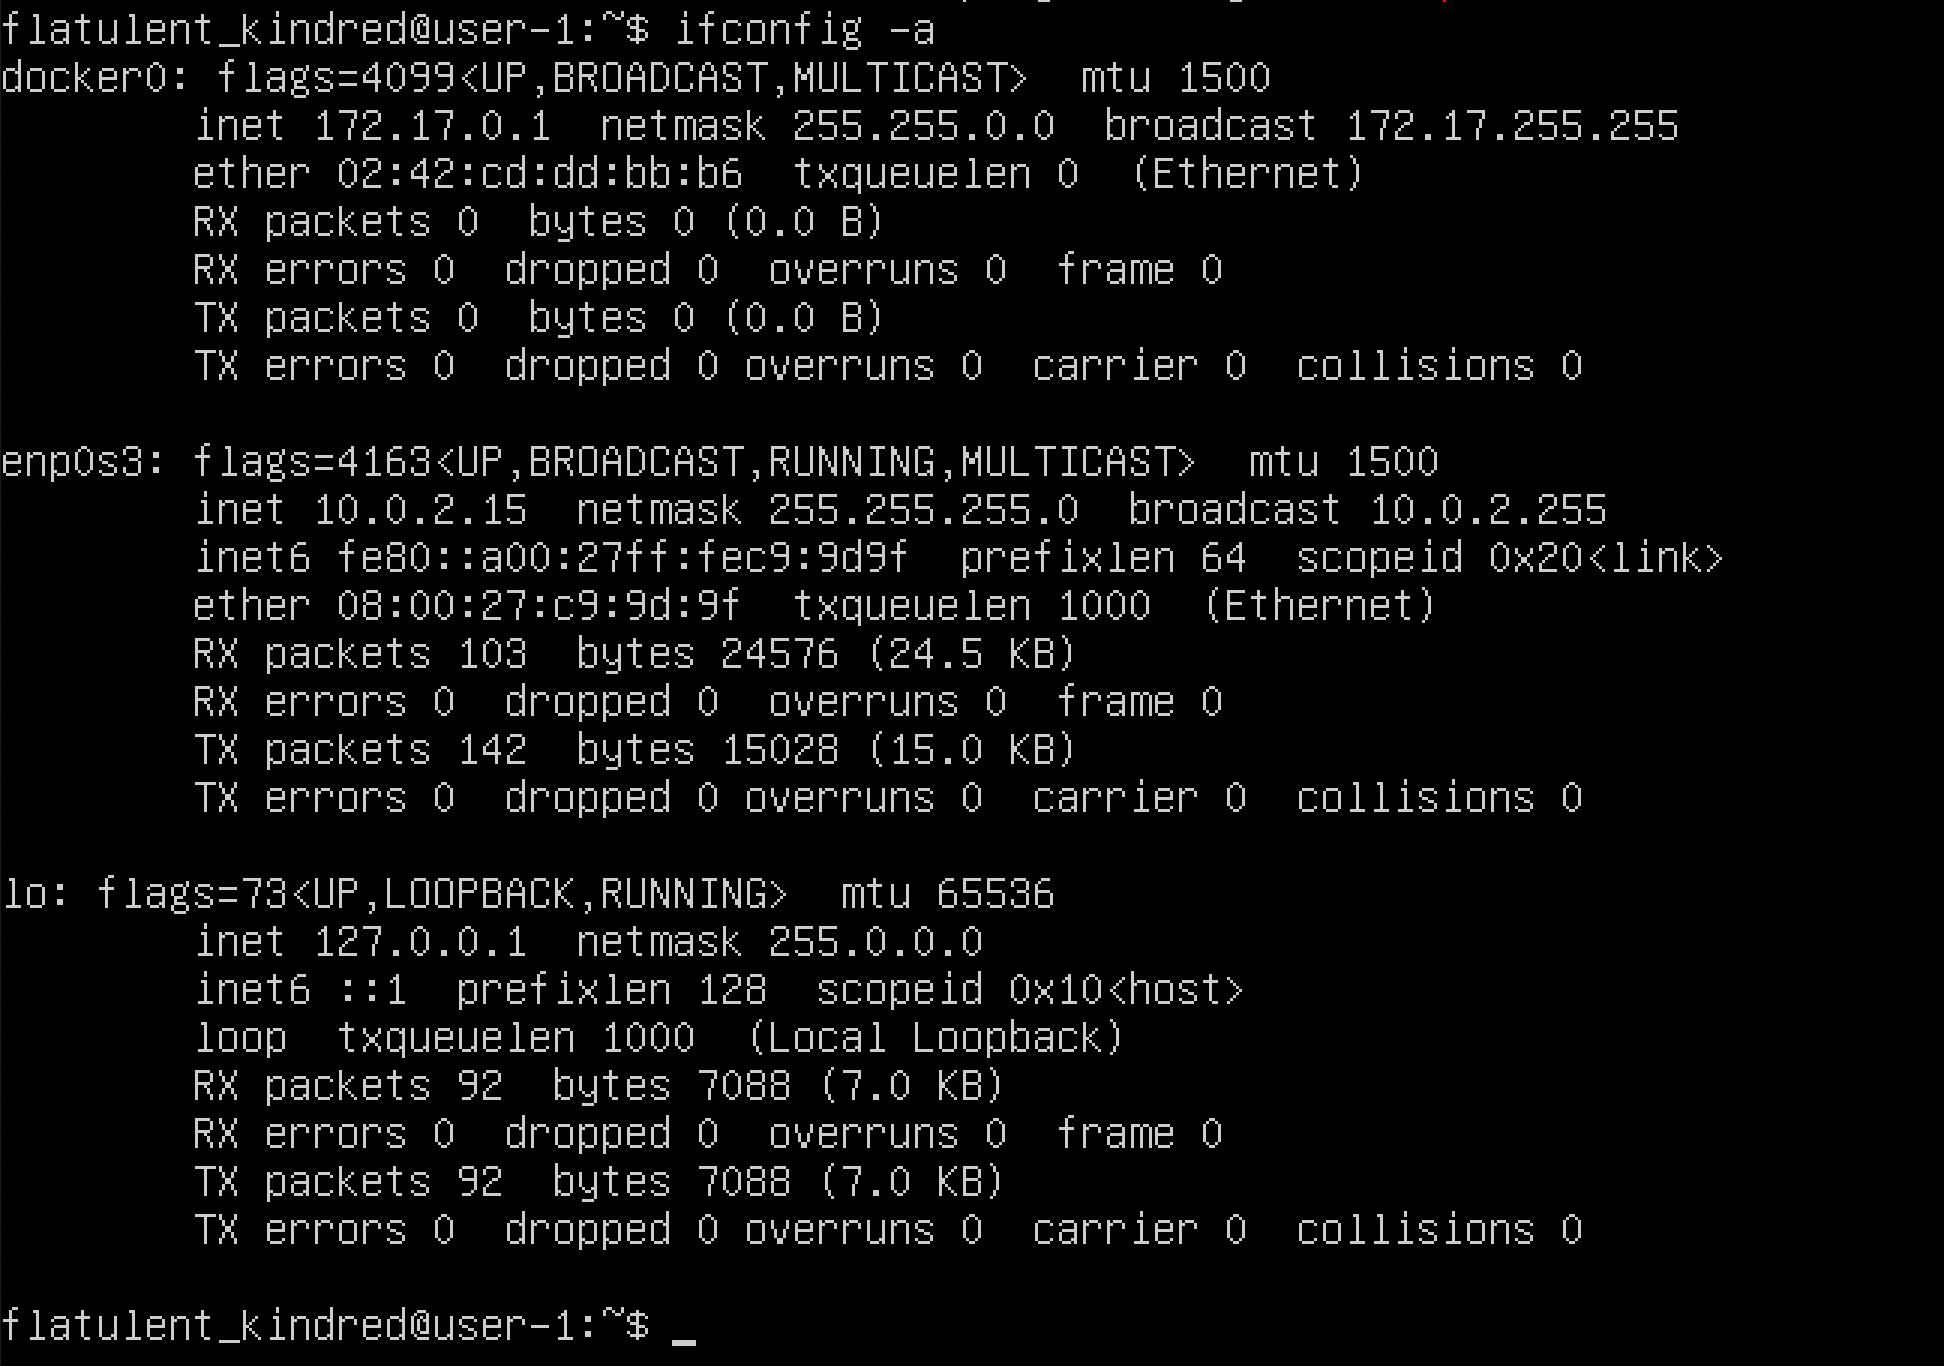 flatulent_kindred@user-1:~$ ifconfig -a
docker0: flags=4099<UP,BROADCAST,MULTICAST>  mtu 1500
        inet 172.17.0.1  netmask 255.255.0.0  broadcast 172.17.255.255
        ether 02:42:cd:dd:bb:b6  txqueuelen 0  (Ethernet)
        RX packets 0  bytes 0 (0.0 B)
        RX errors 0  dropped 0  overruns 0  frame 0
        TX packets 0  bytes 0 (0.0 B)
        TX errors 0  dropped 0 overruns 0  carrier 0  collisions 0

enp0s3: flags=4163<UP,BROADCAST,RUNNING,MULTICAST>  mtu 1500
        inet 10.0.2.15  netmask 255.255.255.0  broadcast 10.0.2.255
        inet6 fe80::a00:27ff:fec9:9d9f  prefixlen 64  scopeid 0x20<link>
        ether 08:00:27:c9:9d:9f  txqueuelen 1000  (Ethernet)
        RX packets 103  bytes 24576 (24.5 KB)
        RX errors 0  dropped 0  overruns 0  frame 0
        TX packets 142  bytes 15028 (15.0 KB)
        TX errors 0  dropped 0 overruns 0  carrier 0  collisions 0

lo: flags=73<UP,LOOPBACK,RUNNING>  mtu 65536
        inet 127.0.0.1  netmask 255.0.0.0
        inet6 ::1  prefixlen 128  scopeid 0x10<host>
        loop  txqueuelen 1000  (Local Loopback)
        RX packets 92  bytes 7088 (7.0 KB)
        RX errors 0  dropped 0  overruns 0  frame 0
        TX packets 92  bytes 7088 (7.0 KB)
        TX errors 0  dropped 0 overruns 0  carrier 0  collisions 0

flatulent_kindred@user-1:~$ _